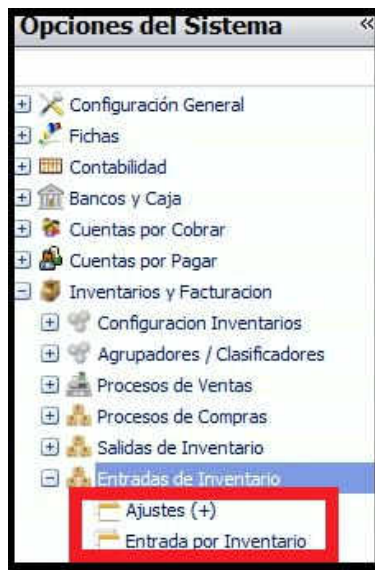 Opciones del Sistema «
Configuración General
Fichas
Contabilidad
Bancos y Caja
Cuentas por Cobrar
Cuentas por Pagar
Inventarios y Facturacion
Configuracion Inventarios
Agrupadores / Clasificadores
Procesos de Ventas
Procesos de Compras
Salidas de Inventario
Entradas de Inventario
Ajustes (+)
Entrada por Inventario